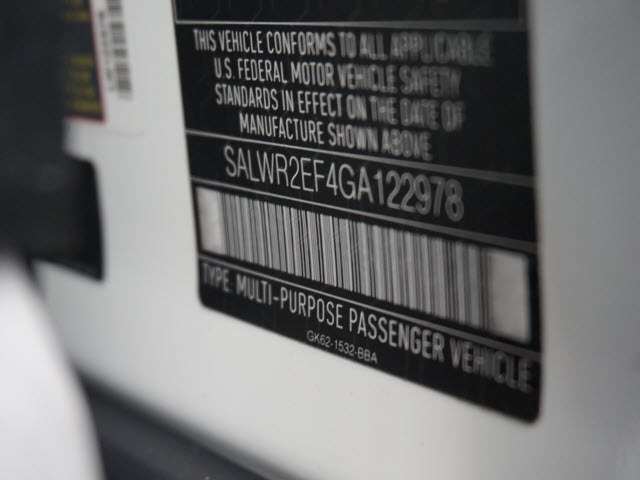 THIS VEHICLE CONFORMS TO ALL APPLICABLE
U.S. FEDERAL MOTOR VEHICLE SAFETY
STANDARDS IN EFFECT ON THE DATE OF
MANUFACTURE SHOWN ABOVE
SALWR2EF4GA122978
TYPE: MULTI-PURPOSE PASSENGER VEHICLE
GK62-1532-BBA